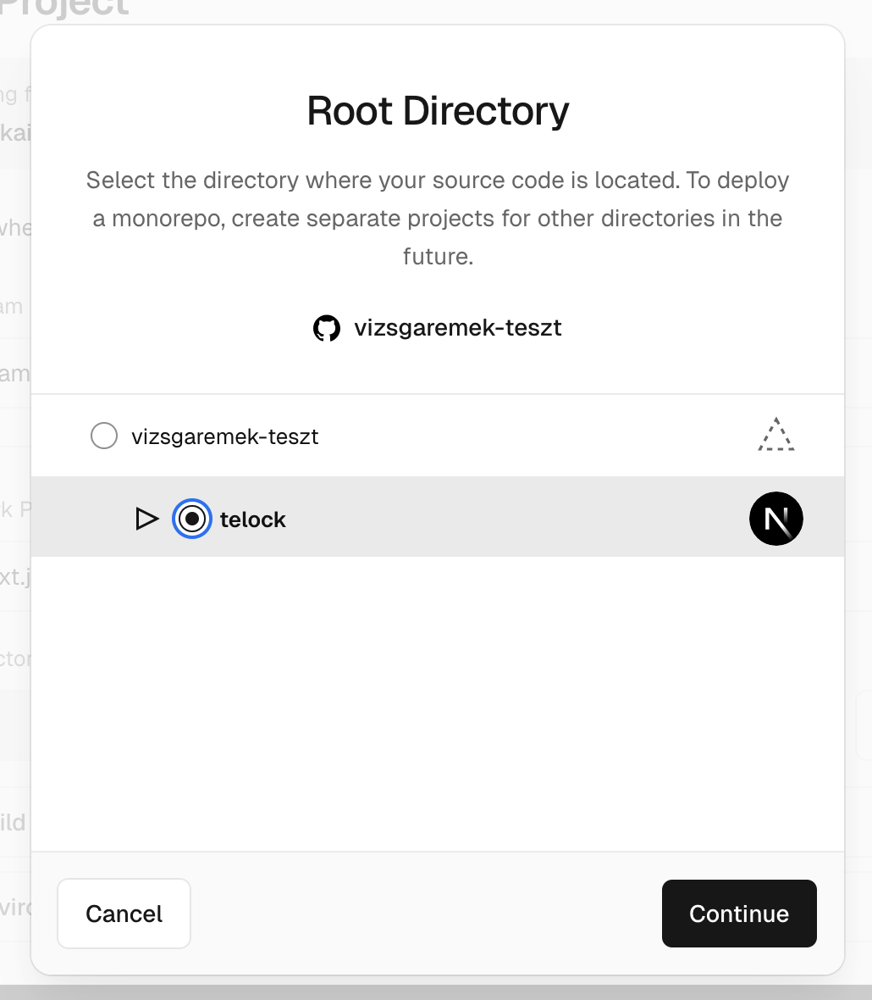 Project
Root Directory
Select the directory where your source code is located. To deploy
a monorepo, create separate projects for other directories in the
future.
vizsgaremek-teszt
vizsgaremek-teszt
telock
Cancel
Continue